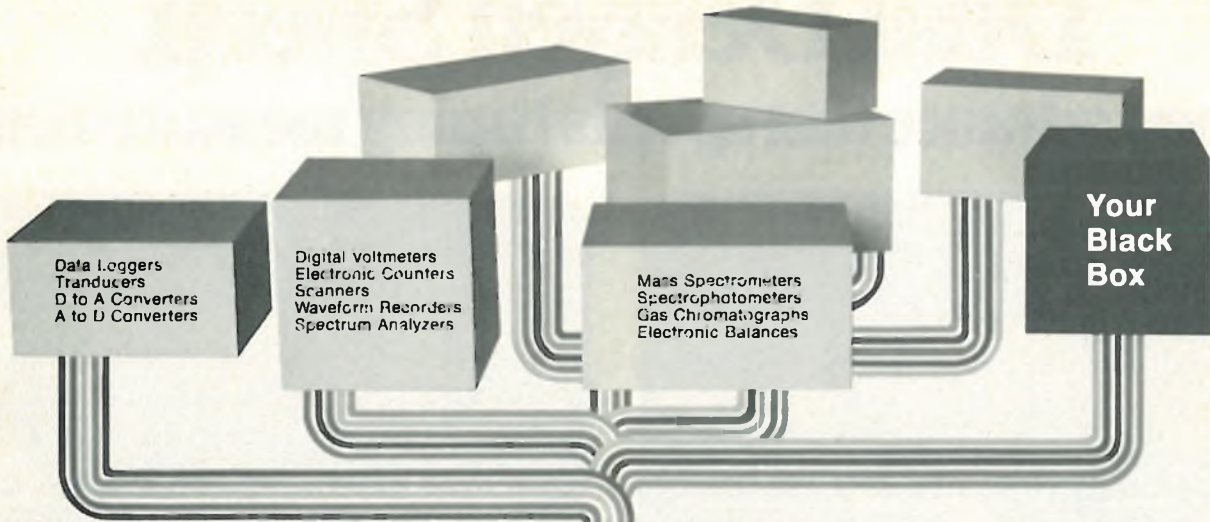 Data Loggers
Tranducers
D to A Converters
A to D Converters
Digital Voltmeters
Electronic Counters
Scanners
Waveform Recorders
Spectrum Analyzers
Mass Spectrometers
Spectrophotometers
Gas Chromatographs
Electronic Balances
Your
Black
Box